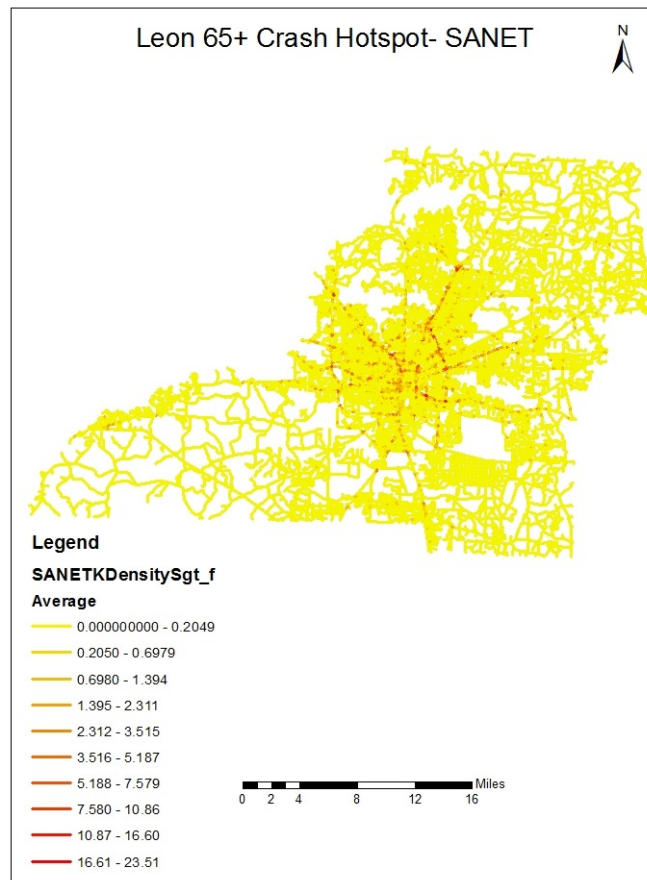 Leon 65+ Crash Hotspot- SANET
N
Legend
SANETKDensitySgt_f
Average
0.000000000 - 0.2049
0.2050 - 0.6979
0.6980 - 1.394
1.395 - 2.311
2.312 - 3.515
3.516 - 5.187
5.188 - 7.579
7.580 - 10.86
10.87 - 16.60
16.61 - 23.51
Miles
0 2 4 8 12 16